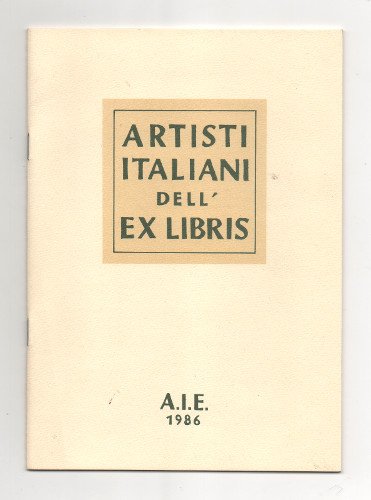 ARTISTI
ITALIANI
DELL'
EX LIBRIS
A.I.E.
1986